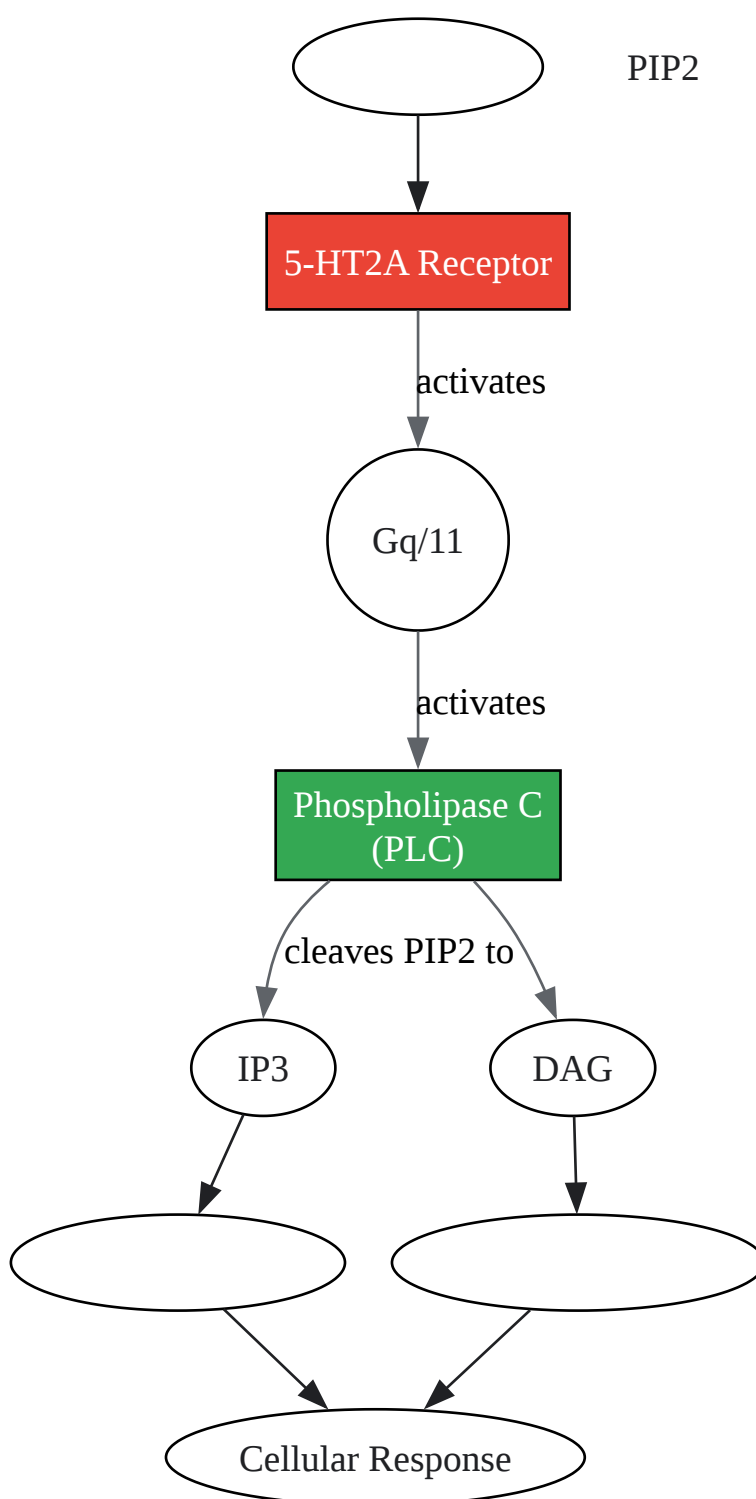 PIP2
5-HT2A Receptor
activates
Gq/11
activates
Phospholipase C
(PLC)
cleaves PIP2 to
IP3
DAG
Cellular Response